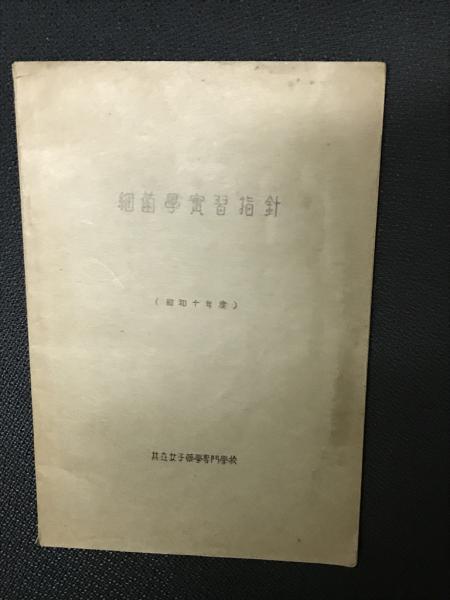 細菌學實習指針
（昭和十年度）
共立女子藥學專門學校